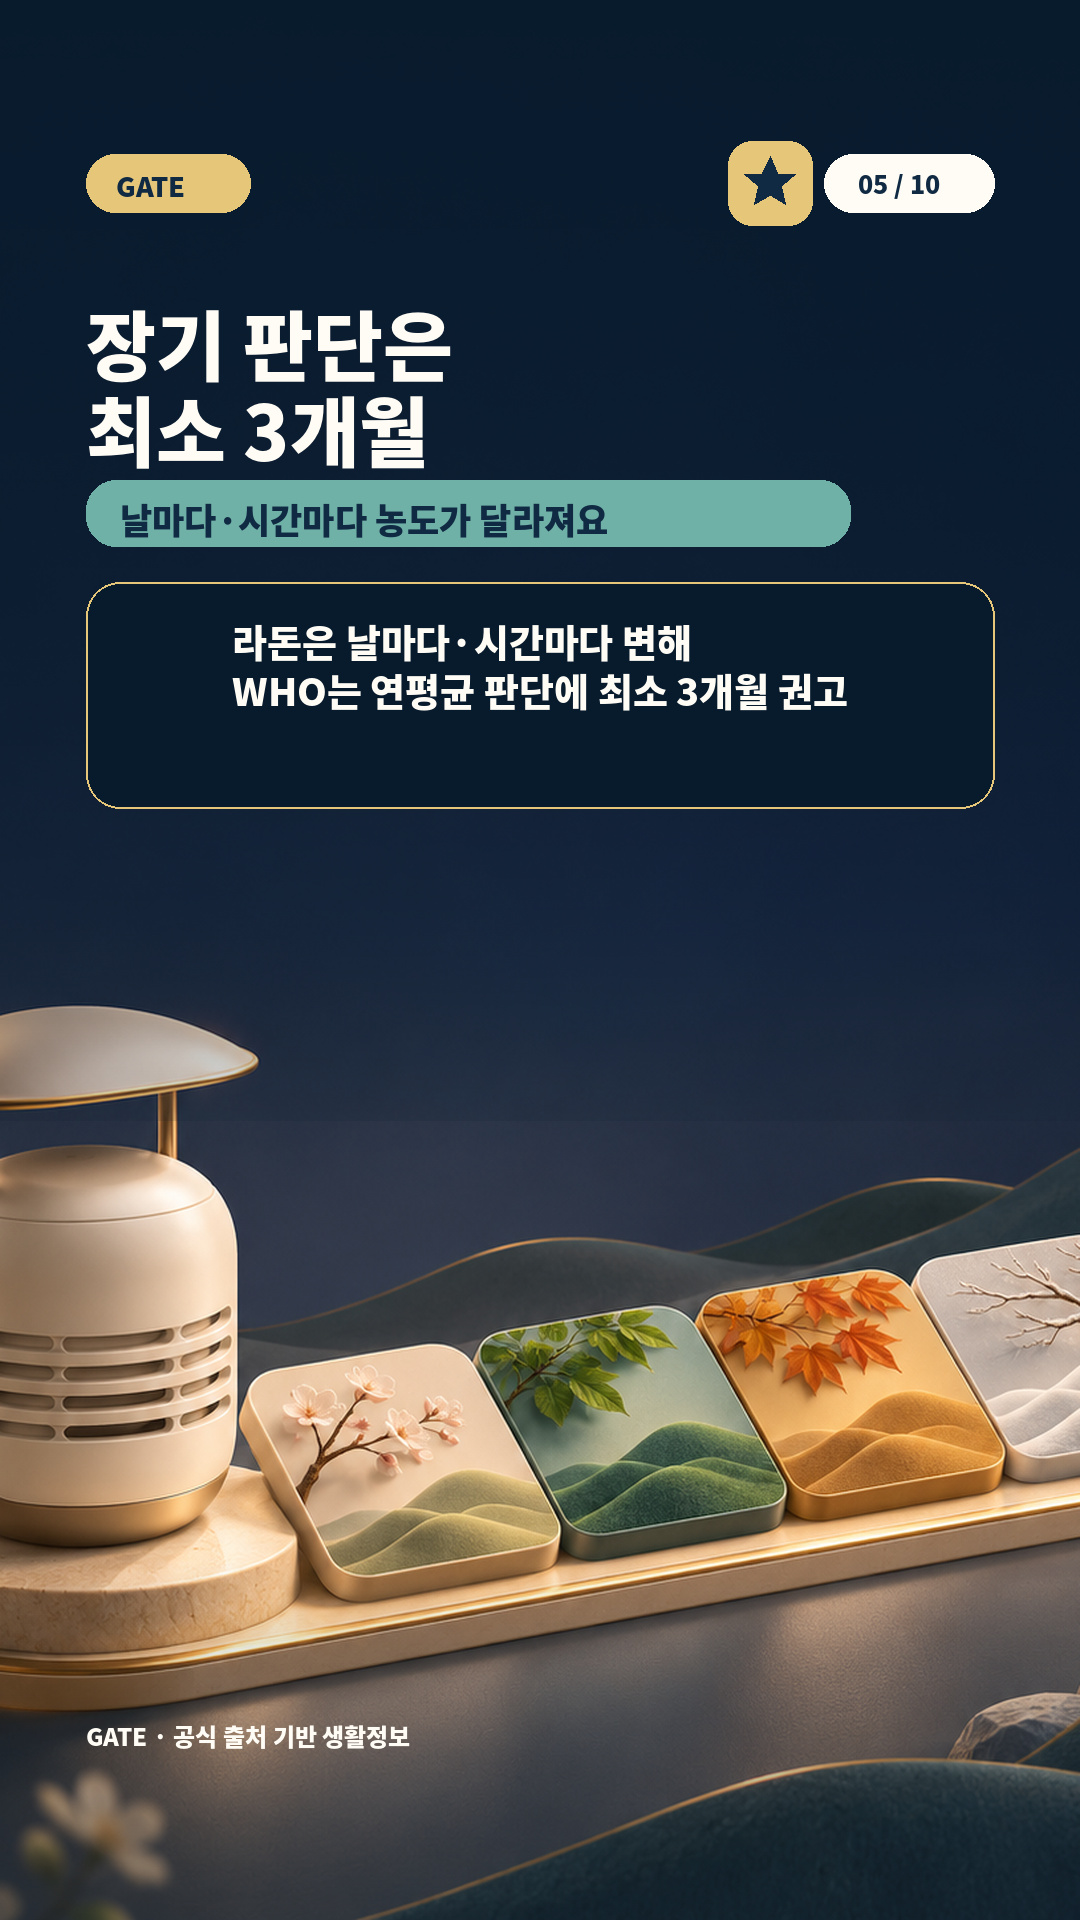 GATE
05 / 10
장기 판단은
최소 3개월
날마다·시간마다 농도가 달라져요
라돈은 날마다·시간마다 변해
WHO는 연평균 판단에 최소 3개월 권고
GATE · 공식 출처 기반 생활정보